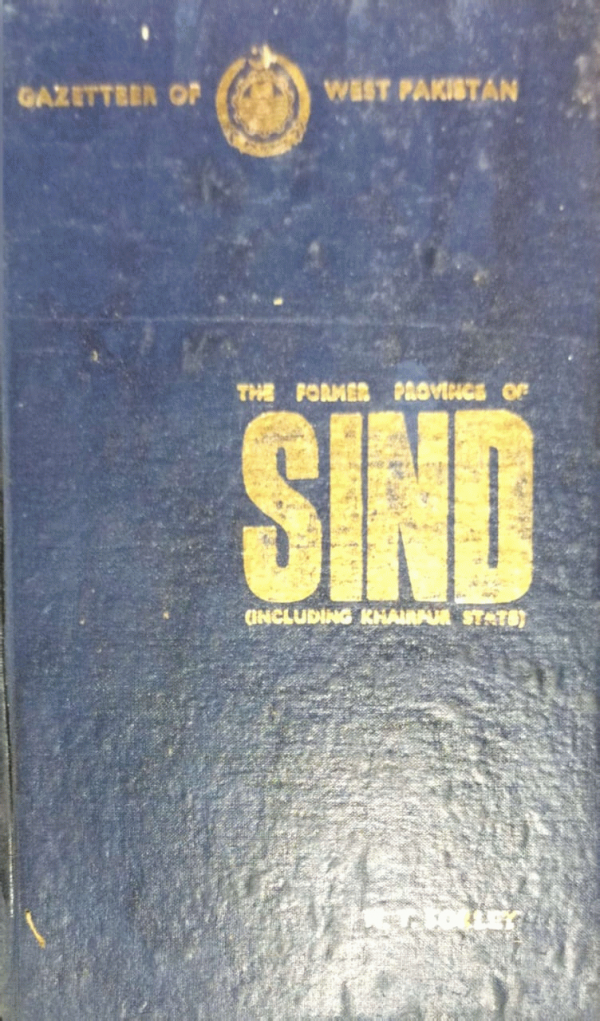 GAZETTEER OF WEST PAKISTAN
THE FORMER PROVINCE OF
SIND
(INCLUDING KHAIRPUR STATE)